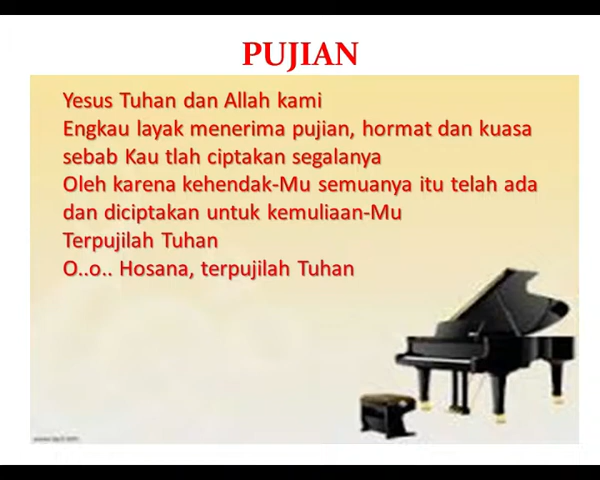 PUJIAN
Yesus Tuhan dan Allah kami
Engkau layak menerima pujian, hormat dan kuasa
sebab Kau tlah ciptakan segalanya
Oleh karena kehendak-Mu semuanya itu telah ada
dan diciptakan untuk kemuliaan-Mu
Terpujilah Tuhan
O..o.. Hosana, terpujilah Tuhan